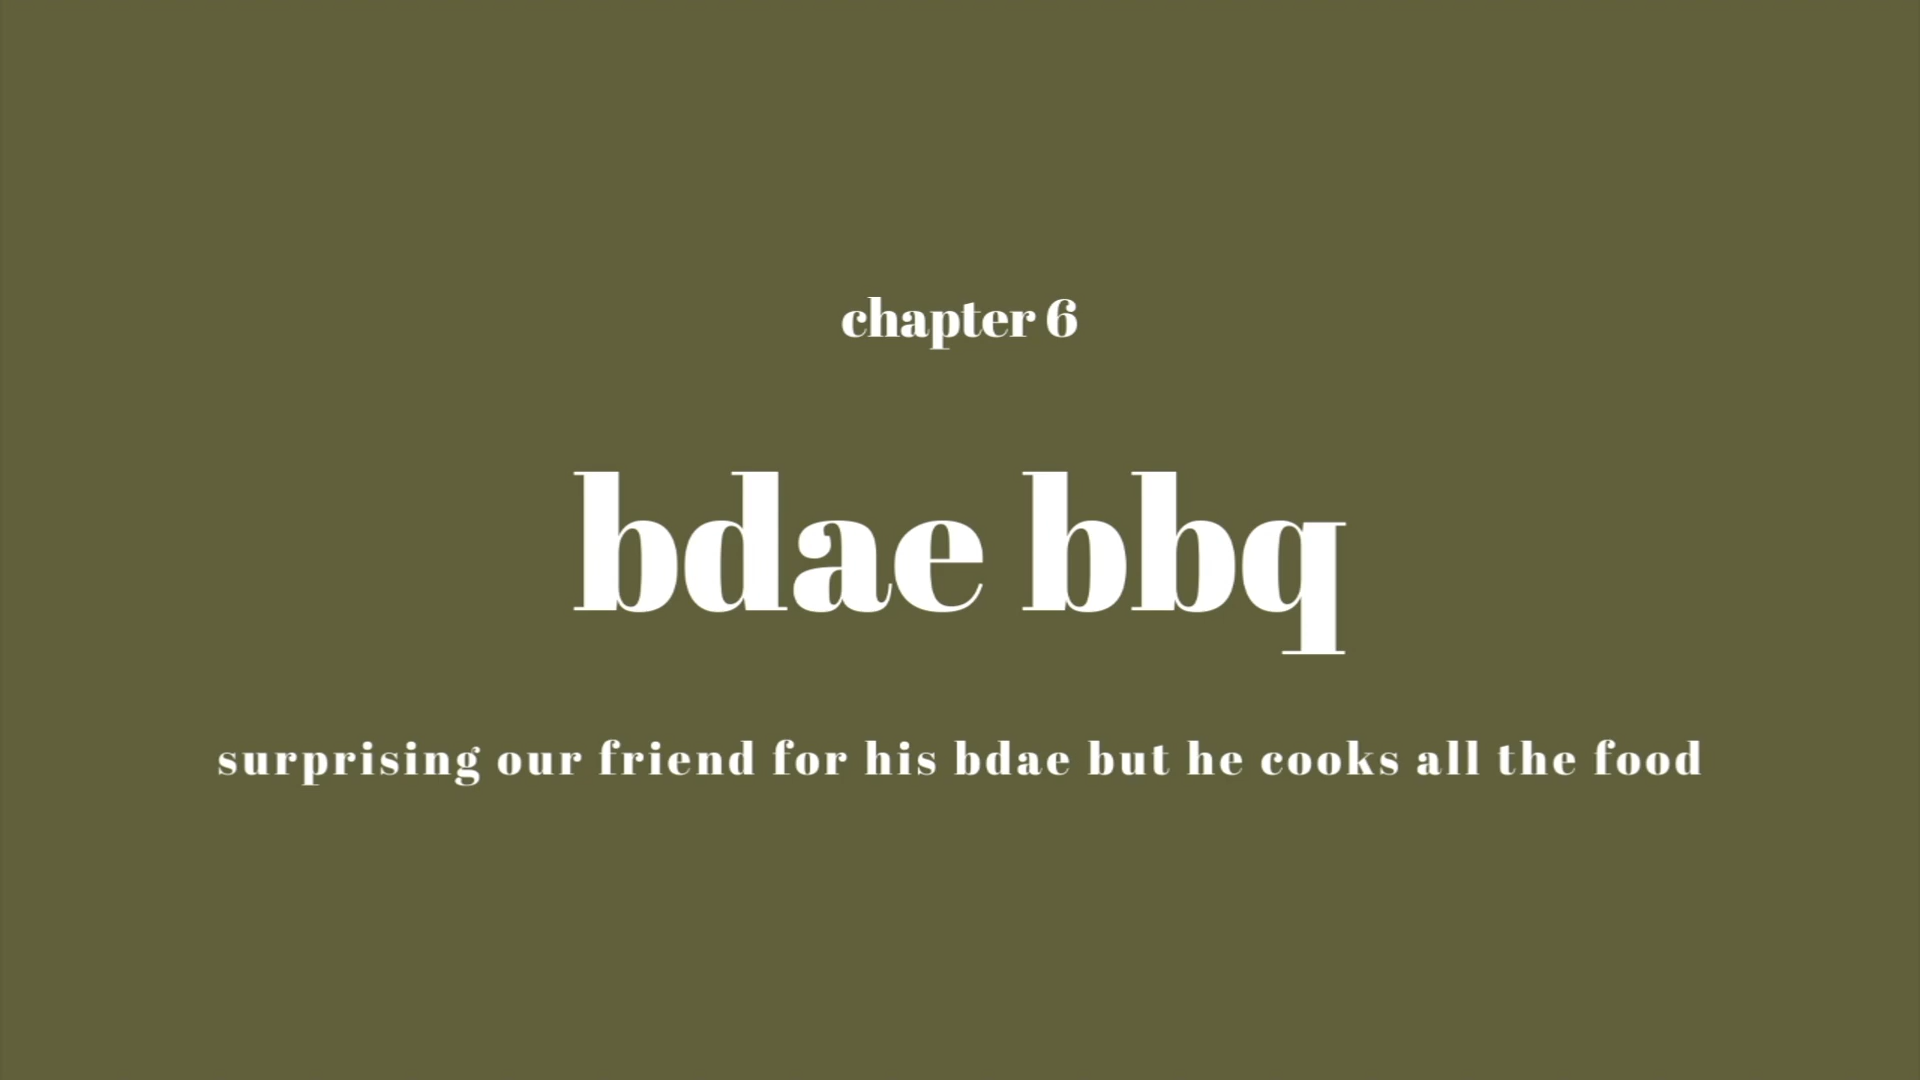 chapter 6
bdae bbq
surprising our friend for his bdae but he cooks all the food